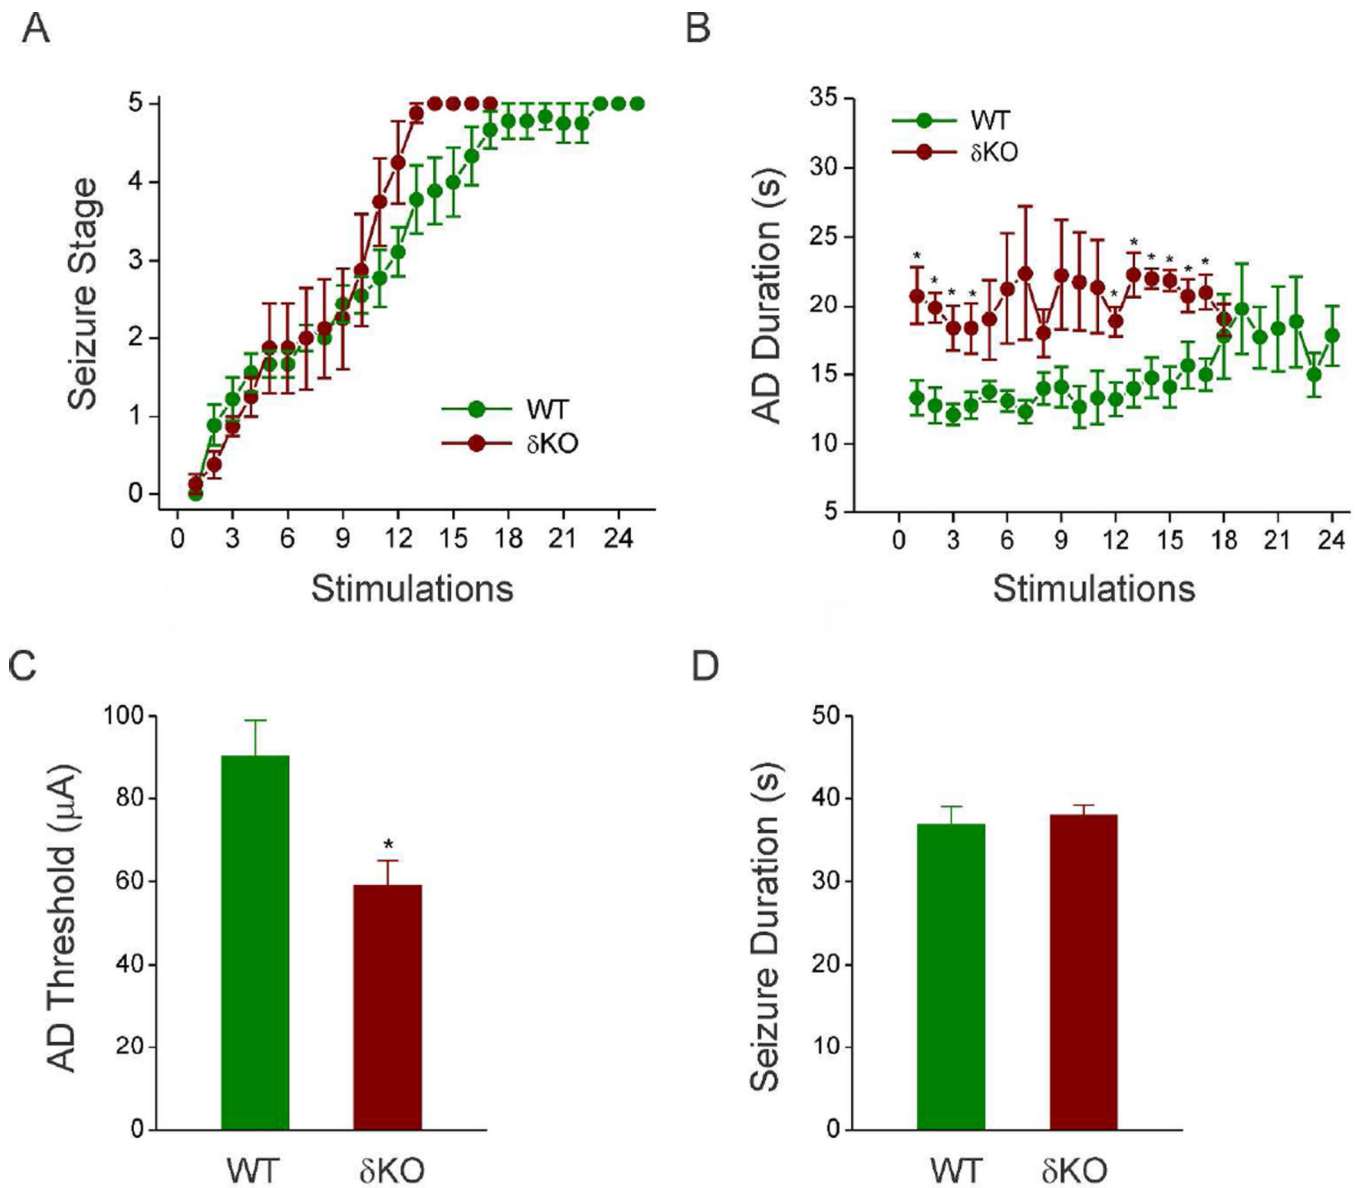 A
5
4
3
2
1
0
Seizure Stage
WT
δKO
0 3 6 9 12 15 18 21 24
Stimulations
B
35
30
25
20
15
10
5
AD Duration (s)
WT
δKO
* * * * * * * * * *
0 3 6 9 12 15 18 21 24
Stimulations
C
100
80
60
40
20
0
AD Threshold (μA)
*
WT δKO
D
50
40
30
20
10
0
Seizure Duration (s)
WT δKO